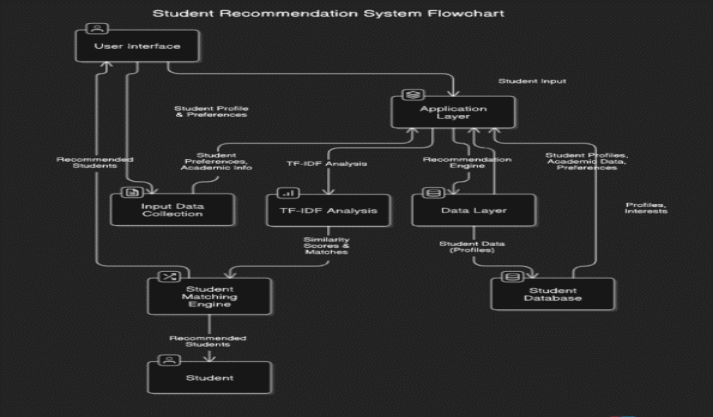 Student Recommendation System Flowchart
User Interface
Student Input
Application
Layer
Student Profile
& Preferences
Recommended
Students
Student
Preferences,
Academic Info
TF-IDF Analysis
Recommendation
Engine
Student Profiles,
Academic Data,
Preferences
Input Data
Collection
TF-IDF Analysis
Data Layer
Profiles,
Interests
Similarity
Scores &
Matches
Student Data
(Profiles)
Student
Matching
Engine
Student
Database
Recommended
Students
Student